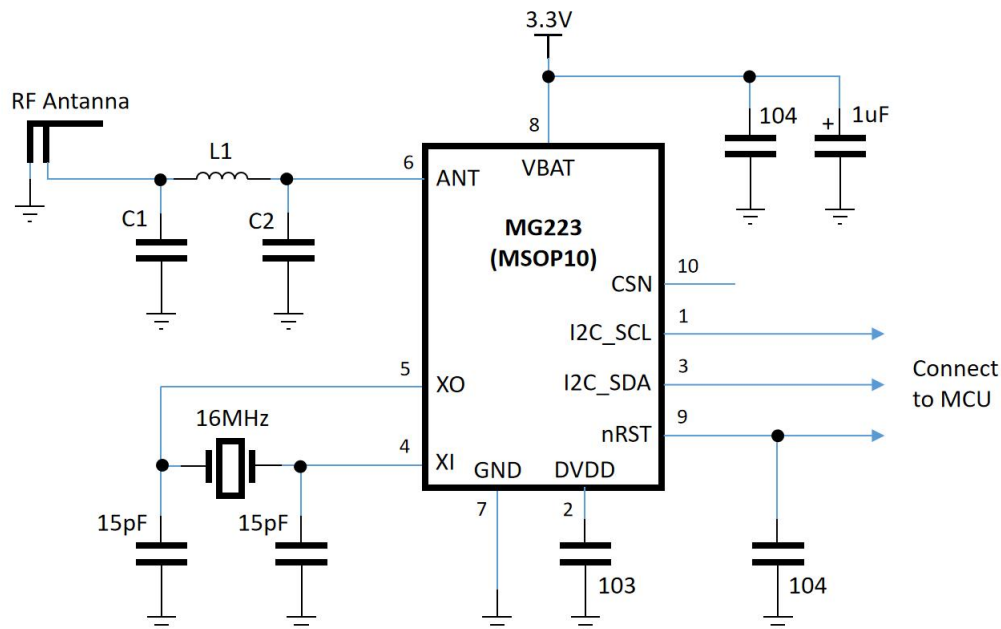 3.3V
RF Antanna
104
1uF
+
8
L1
6
VBAT
ANT
C1
C2
MG223
(MSOP10)
10
CSN
1
I2C_SCL
5
3
Connect
to MCU
XO
I2C_SDA
16MHz
9
nRST
4
XI
GND
DVDD
15pF
15pF
7
2
103
104